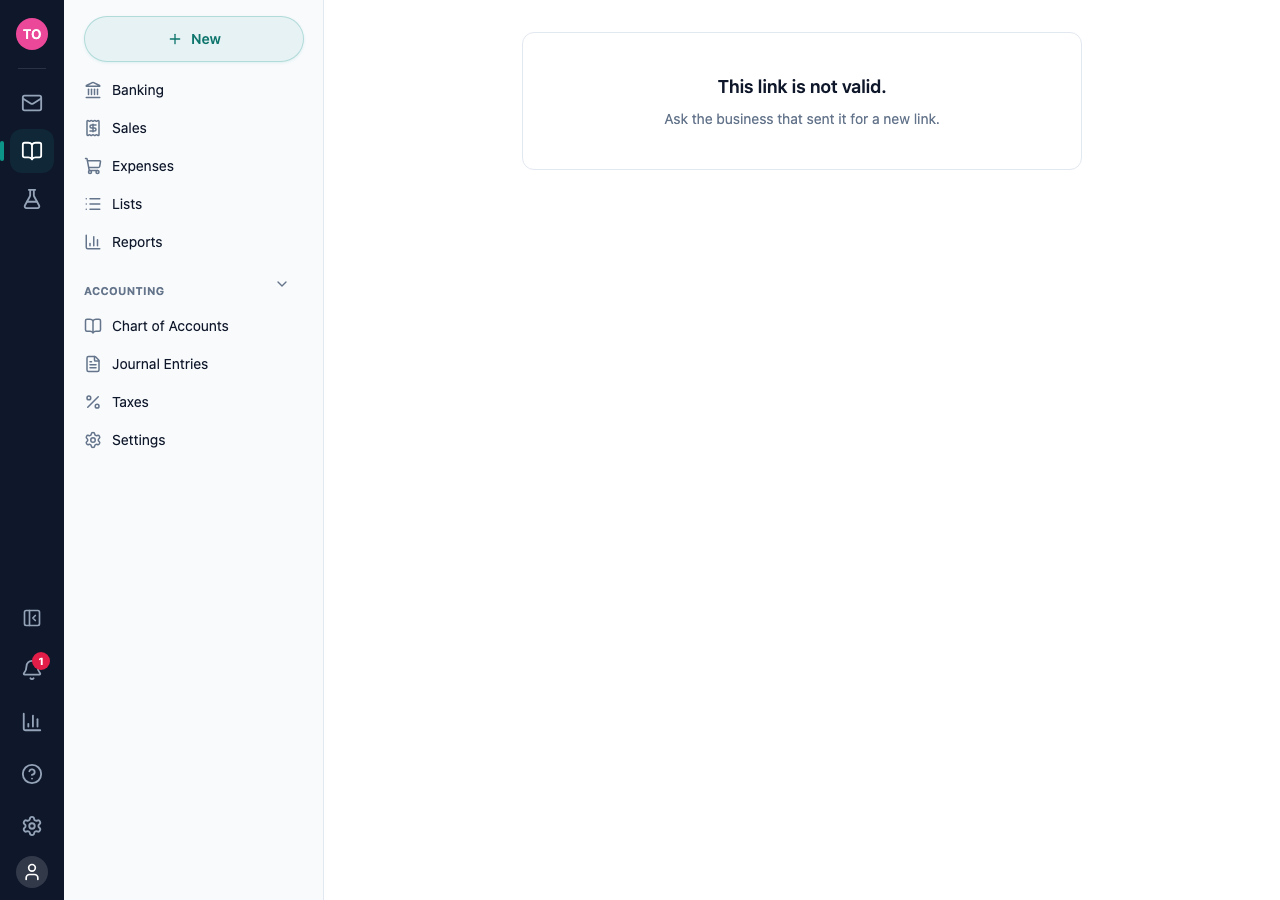 TO
New
Banking
Sales
Expenses
Lists
Reports
ACCOUNTING
Chart of Accounts
Journal Entries
Taxes
Settings
1
This link is not valid.
Ask the business that sent it for a new link.